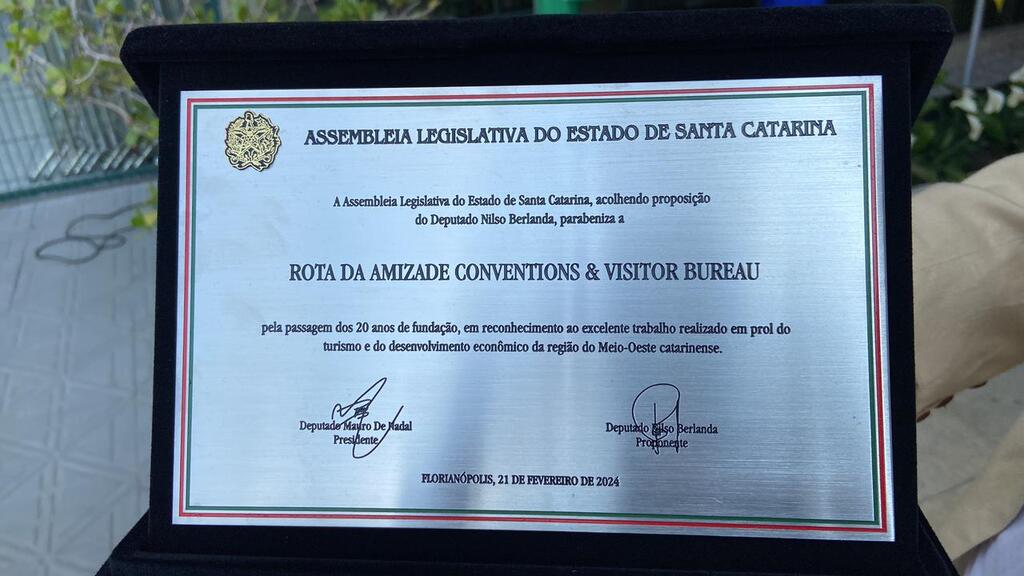 ASSEMBLEIA LEGISLATIVA DO ESTADO DE SANTA CATARINA
A Assembleia Legislativa do Estado de Santa Catarina, acolhendo proposição
do Deputado Nilso Berlanda, parabeniza a
ROTA DA AMIZADE CONVENTIONS & VISITOR BUREAU
pela passagem dos 20 anos de fundação, em reconhecimento ao excelente trabalho realizado em prol do
turismo e do desenvolvimento econômico da região do Meio-Oeste catarinense.
Deputado Mauro De Nadal
Presidente
Deputado Nilso Berlanda
Proponente
FLORIANÓPOLIS, 21 DE FEVEREIRO DE 2024